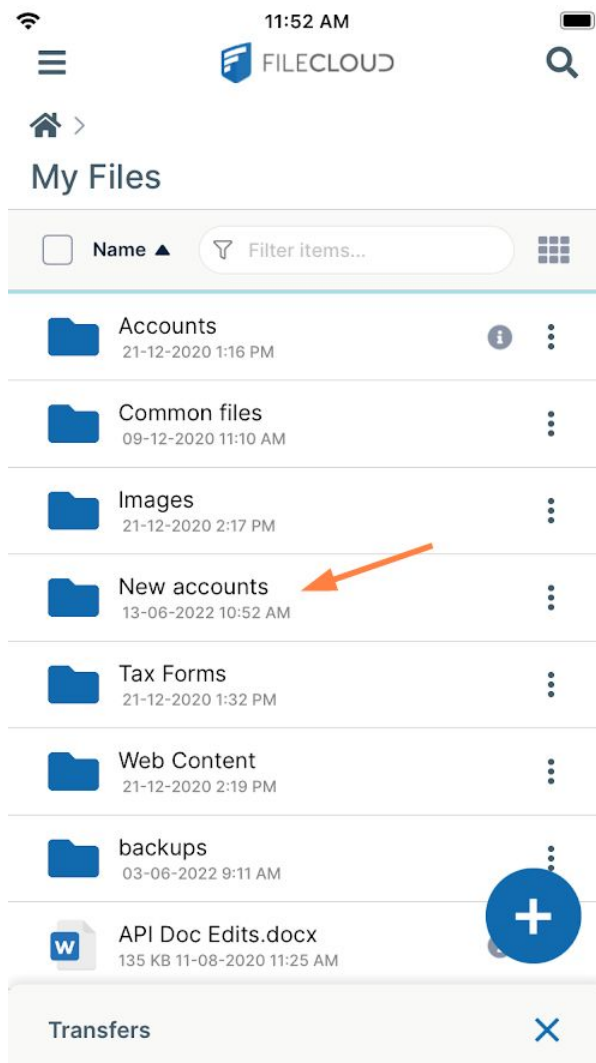 11:52 AM
FILECLOUD
My Files
Name
Filter items...
Accounts
21-12-2020 1:16 PM
Common files
09-12-2020 11:10 AM
Images
21-12-2020 2:17 PM
New accounts
13-06-2022 10:52 AM
Tax Forms
21-12-2020 1:32 PM
Web Content
21-12-2020 2:19 PM
backups
03-06-2022 9:11 AM
W
API Doc Edits.docx
135 KB 11-08-2020 11:25 AM
Transfers